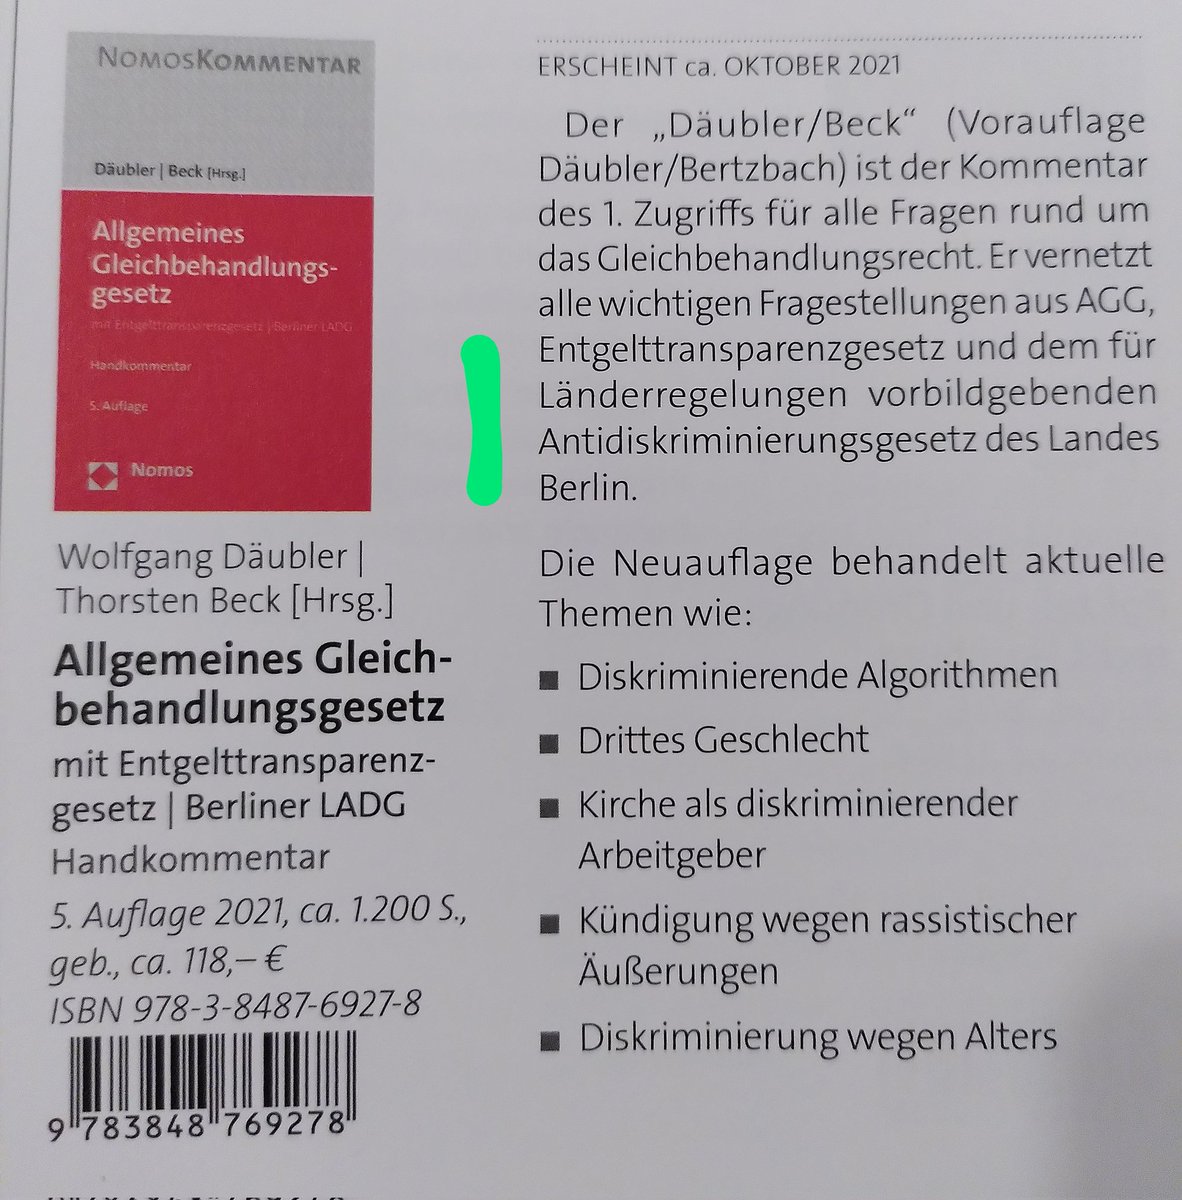 NOMOSKOMMENTAR
Däubler | Beck [Hrsg.]
Allgemeines
Gleichbehandlungs-
gesetz
mit Entgelttransparenzgesetz | Berliner LADG
Handkommentar
5. Auflage
Nomos
Wolfgang Däubler |
Thorsten Beck [Hrsg.]
Allgemeines Gleich-
behandlungsgesetz
mit Entgelttransparenz-
gesetz | Berliner LADG
Handkommentar
5. Auflage 2021, ca. 1.200 S.,
geb., ca. 118,– €
ISBN 978-3-8487-6927-8
9 783848 769278
ERSCHEINT ca. OKTOBER 2021
Der „Däubler/Beck“ (Vorauflage
Däubler/Bertzbach) ist der Kommentar
des 1. Zugriffs für alle Fragen rund um
das Gleichbehandlungsrecht. Er vernetzt
alle wichtigen Fragestellungen aus AGG,
Entgelttransparenzgesetz und dem für
Länderregelungen vorbildgebenden
Antidiskriminierungsgesetz des Landes
Berlin.
Die Neuauflage behandelt aktuelle
Themen wie:
■ Diskriminierende Algorithmen
■ Drittes Geschlecht
■ Kirche als diskriminierender
Arbeitgeber
■ Kündigung wegen rassistischer
Äußerungen
■ Diskriminierung wegen Alters